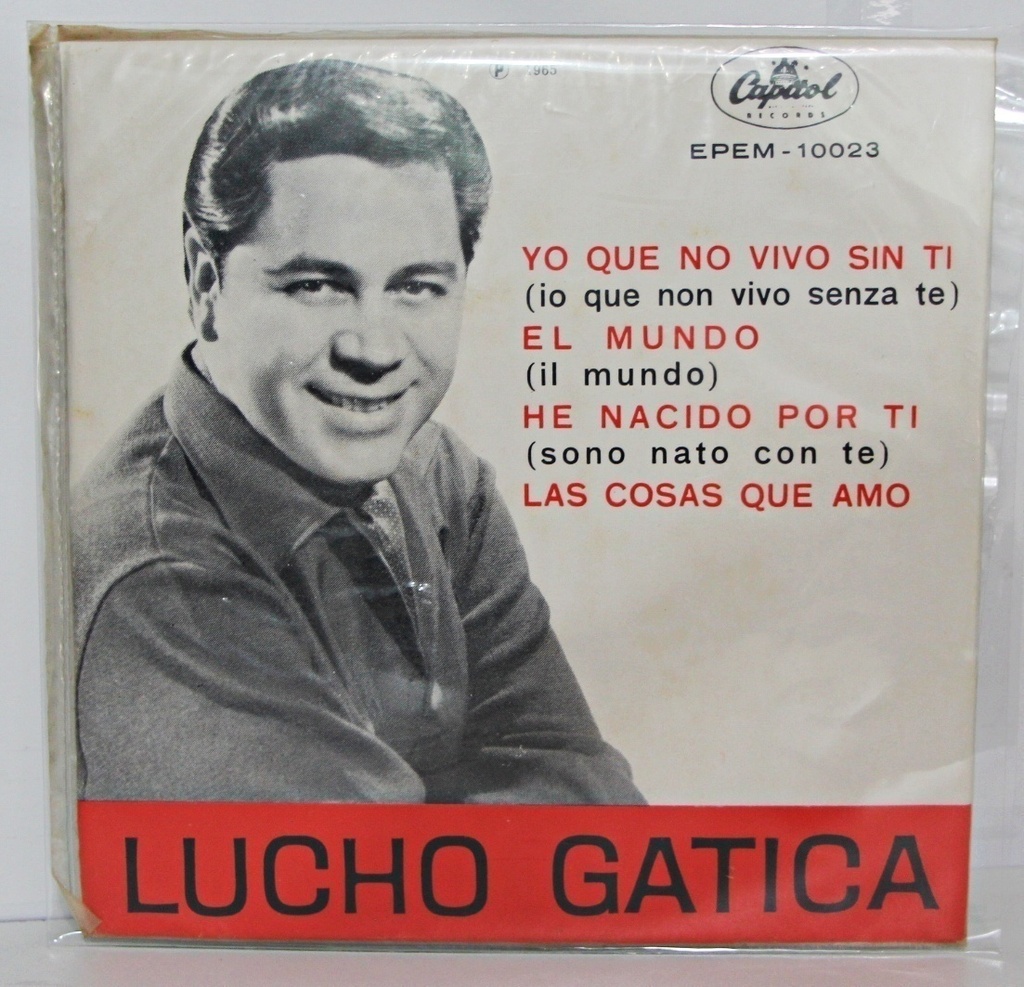 Ⓟ 1965
Capitol
RECORDS
EPEM-10023
YO QUE NO VIVO SIN TI
(io que non vivo senza te)
EL MUNDO
(il mundo)
HE NACIDO POR TI
(sono nato con te)
LAS COSAS QUE AMO
LUCHO GATICA